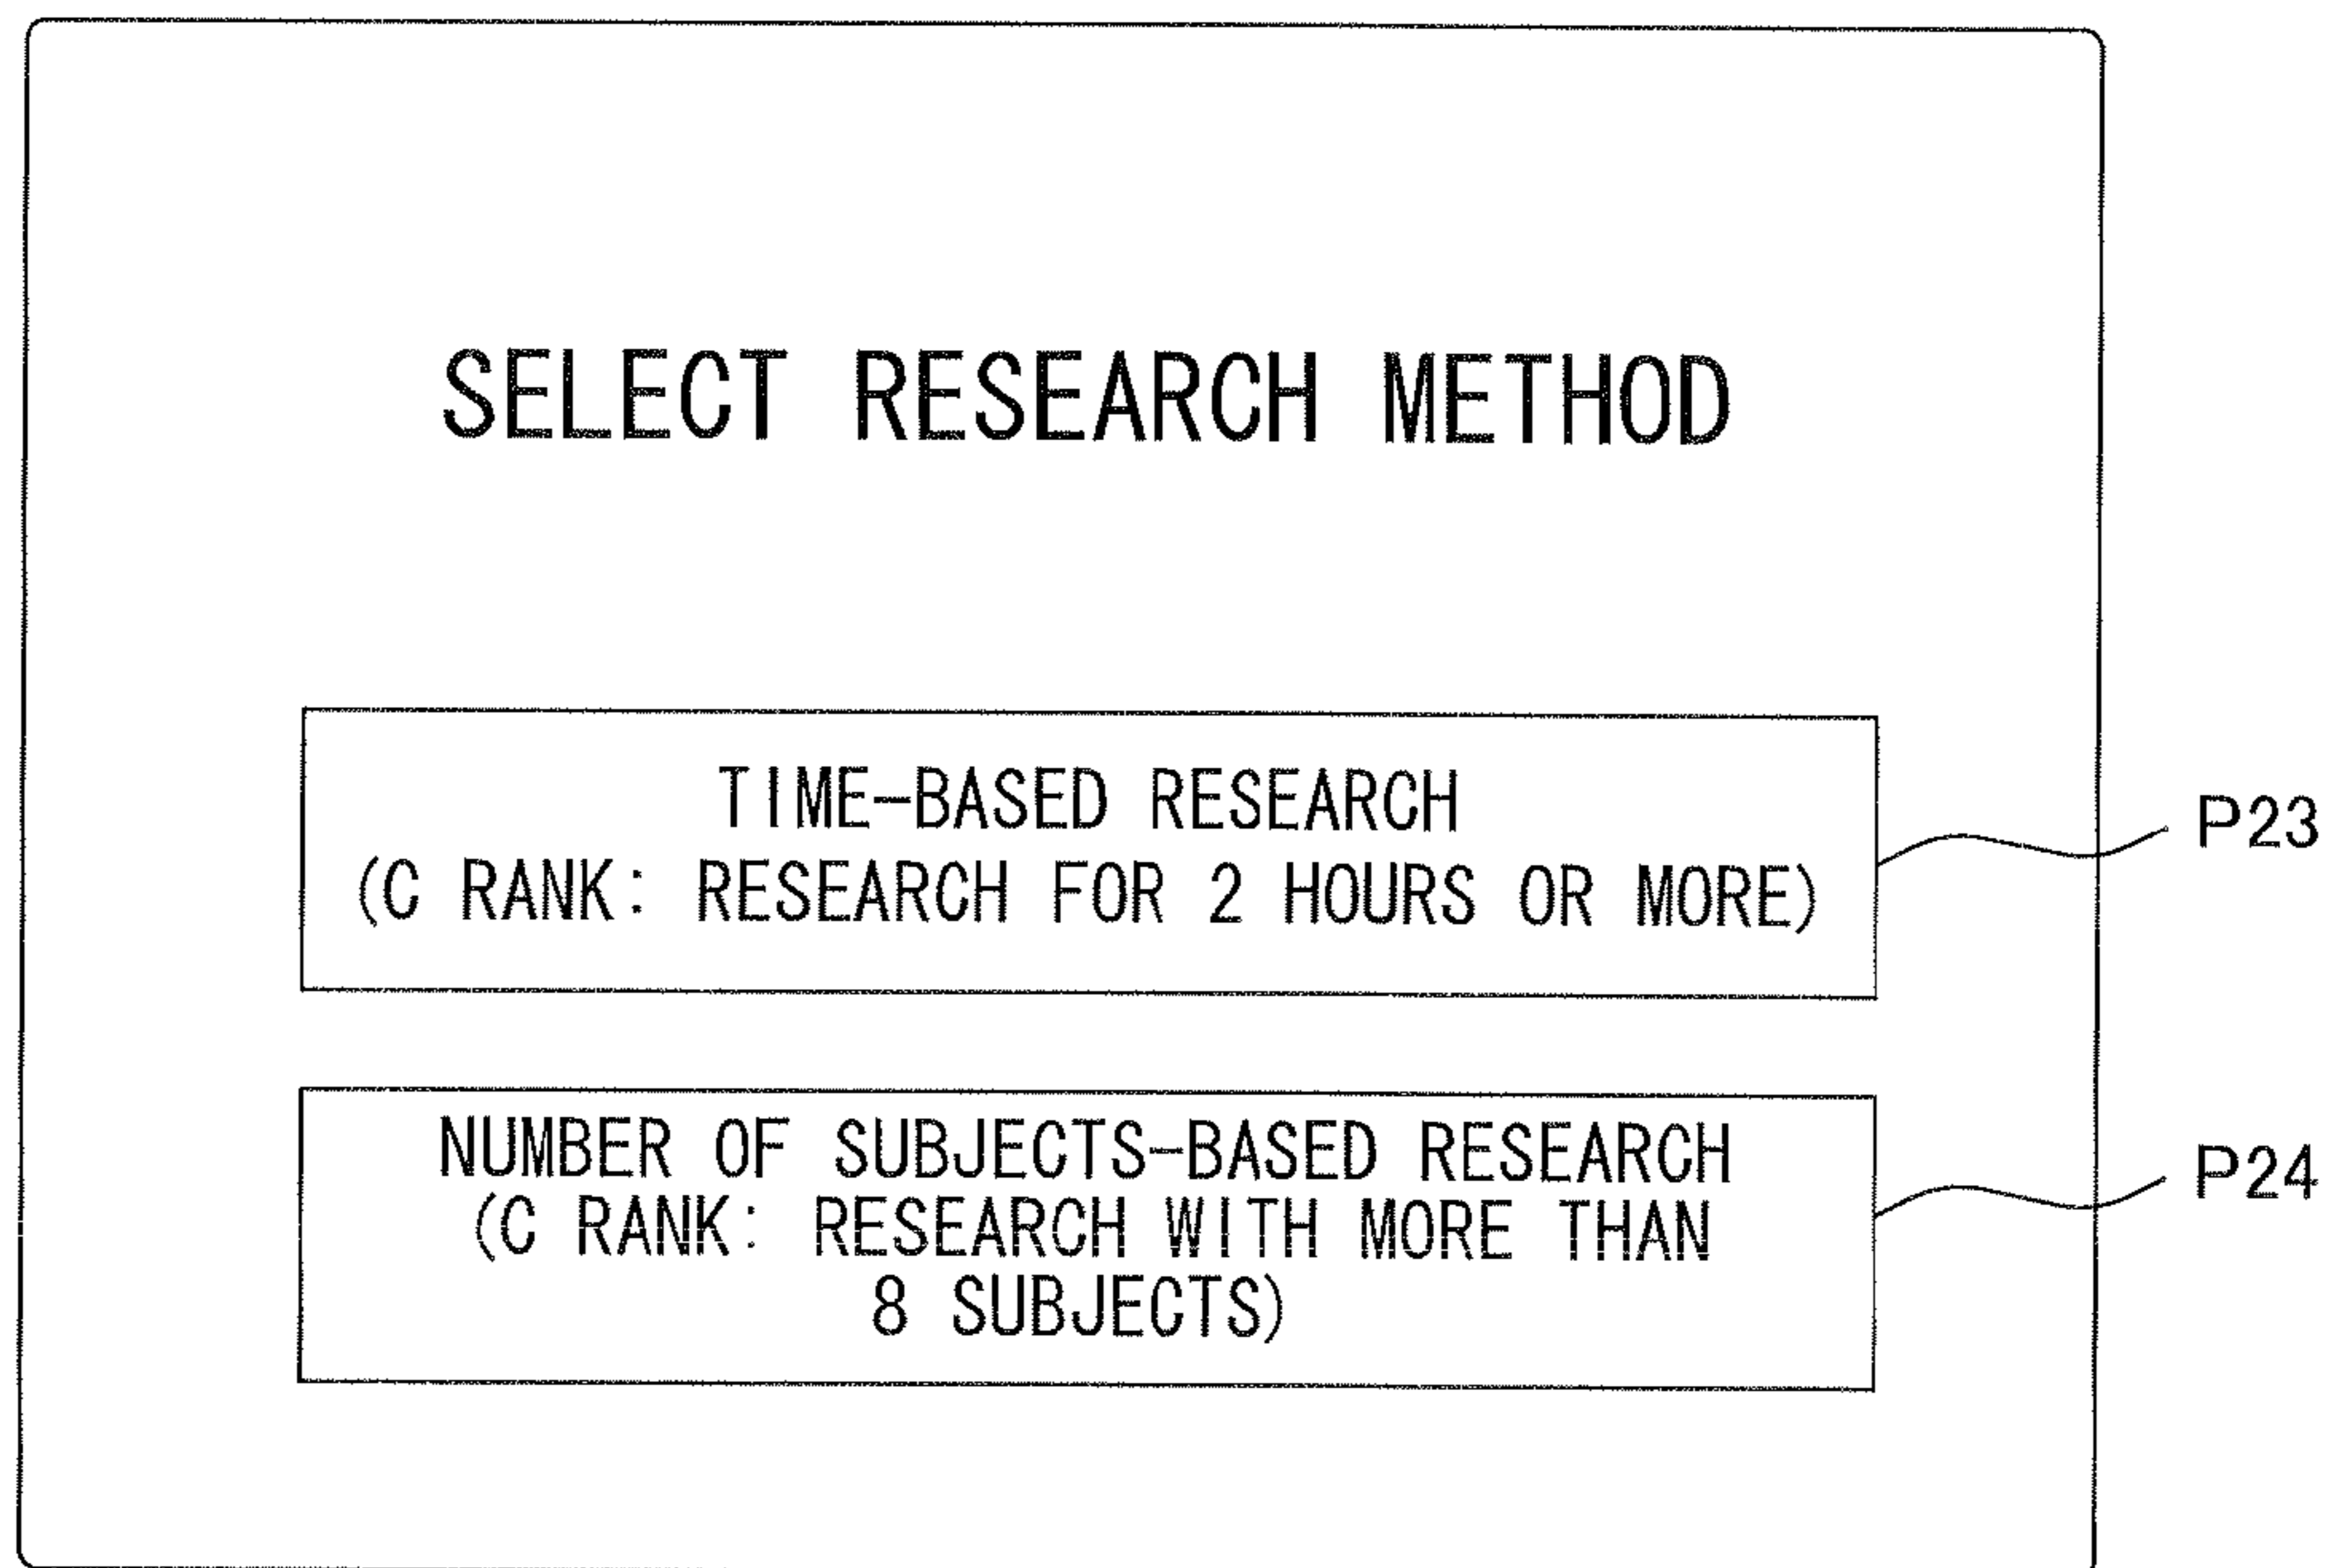 SELECT RESEARCH METHOD
TIME-BASED RESEARCH
(C RANK: RESEARCH FOR 2 HOURS OR MORE)
P23
NUMBER OF SUBJECTS-BASED RESEARCH
(C RANK: RESEARCH WITH MORE THAN
8 SUBJECTS)
P24